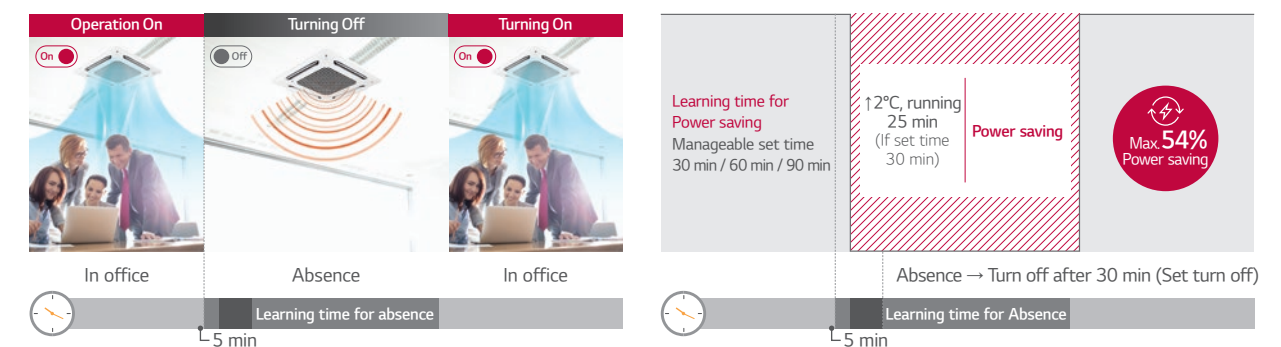 Operation On
Turning Off
Turning On
On
Off
On
In office
Absence
In office
Learning time for absence
5 min
Learning time for
Power saving
Manageable set time
30 min / 60 min / 90 min
↑2°C, running
25 min
(If set time
30 min)
Power saving
Max.54%
Power saving
Absence → Turn off after 30 min (Set turn off)
Learning time for Absence
5 min